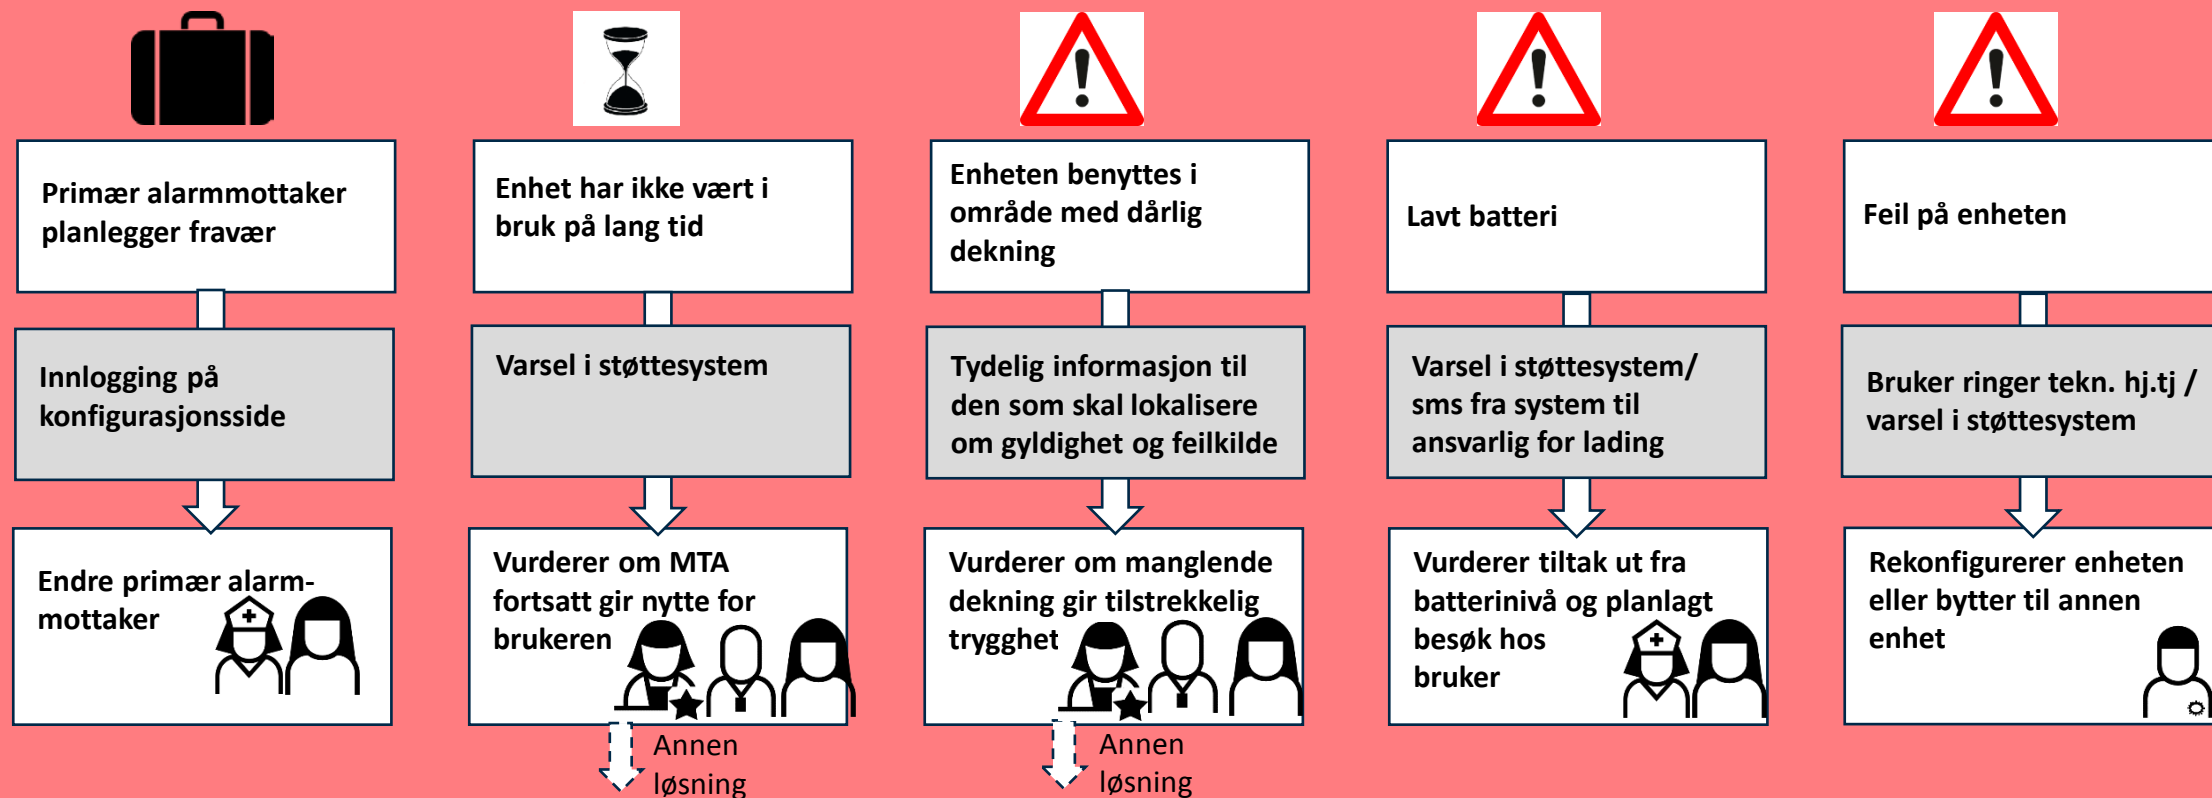 Primær alarmmottaker
planlegger fravær
Innlogging på
konfigurasjonsside
Endre primær alarm-
mottaker
Enhet har ikke vært i
bruk på lang tid
Varsel i støttesystem
Vurderer om MTA
fortsatt gir nytte for
brukeren
Annen
løsning
Enheten benyttes i
område med dårlig
dekning
Tydelig informasjon til
den som skal lokalisere
om gyldighet og feilkilde
Vurderer om manglende
dekning gir tilstrekkelig
trygghet
Annen
løsning
Lavt batteri
Varsel i støttesystem/
sms fra system til
ansvarlig for lading
Vurderer tiltak ut fra
batterinivå og planlagt
besøk hos
bruker
Feil på enheten
Bruker ringer tekn. hj.tj /
varsel i støttesystem
Rekonfigurerer enheten
eller bytter til annen
enhet